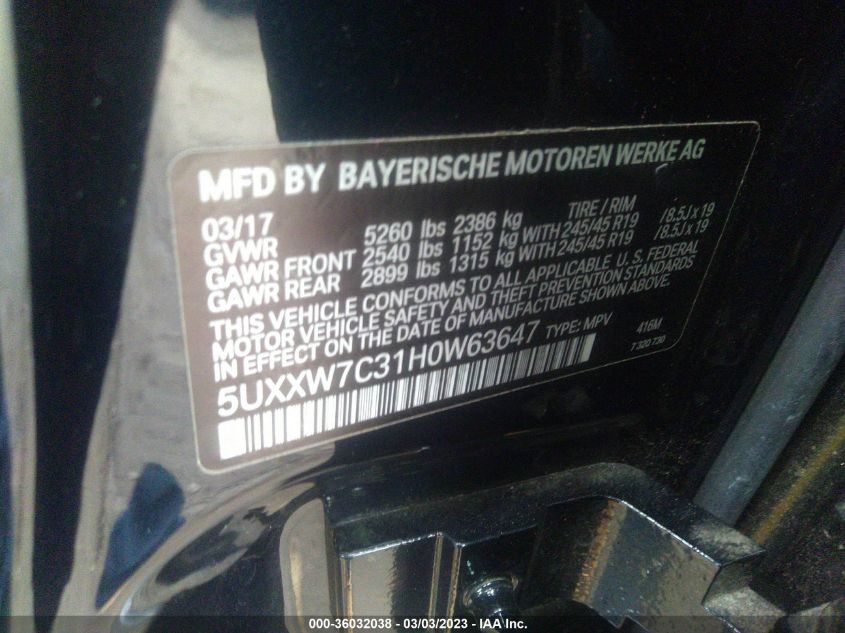 MFD BY BAYERISCHE MOTOREN WERKE AG
03/17 TIRE / RIM
GVWR 5260 lbs 2386 kg
GAWR FRONT 2540 lbs 1152 kg WITH 245/45 R19 /8.5J x 19
GAWR REAR 2899 lbs 1315 kg WITH 245/45 R19 /8.5J x 19
THIS VEHICLE CONFORMS TO ALL APPLICABLE U. S. FEDERAL
MOTOR VEHICLE SAFETY AND THEFT PREVENTION STANDARDS
IN EFFECT ON THE DATE OF MANUFACTURE SHOWN ABOVE.
5UXXW7C31H0W63647 TYPE: MPV 416M
T 320 730
000-36032038 - 03/03/2023 - IAA Inc.